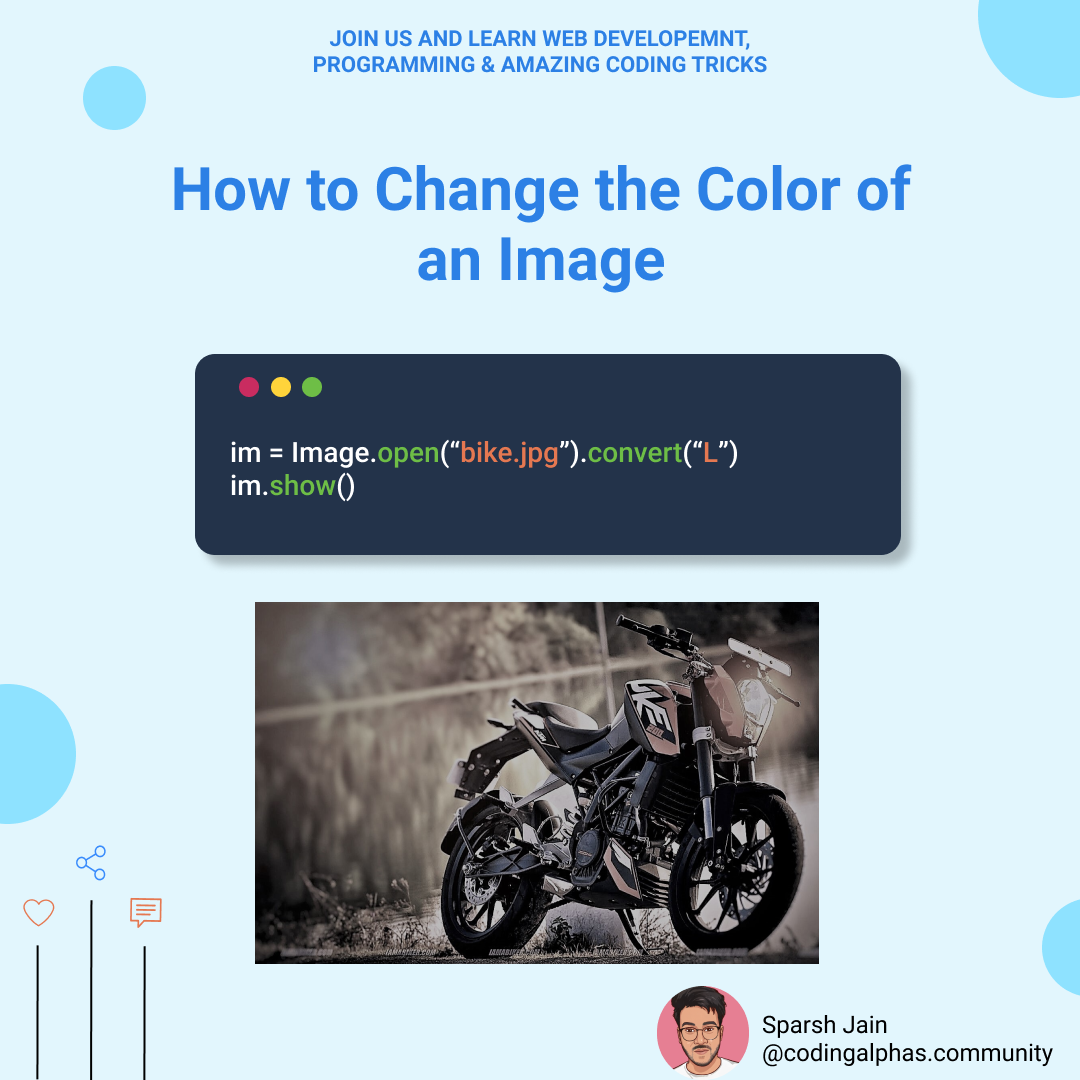 JOIN US AND LEARN WEB DEVELOPEMNT,
PROGRAMMING & AMAZING CODING TRICKS
How to Change the Color of
an Image
im = Image.open(“bike.jpg”).convert(“L”)
im.show()
Sparsh Jain
@codingalphas.community